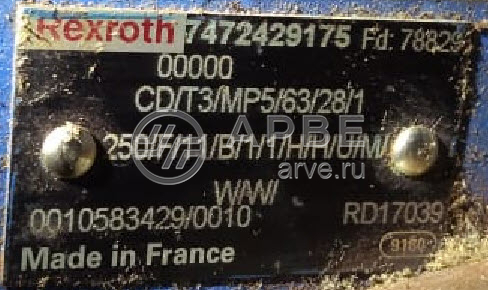 Rexroth 7472429175 Fd: 78829
00000
CD/T3/MP5/63/28/1
250/F/11/B/1/1/H/H/U/M/
W/W/
АРВЕ
arve.ru
0010583429/0010 RD17039
Made in France 9160